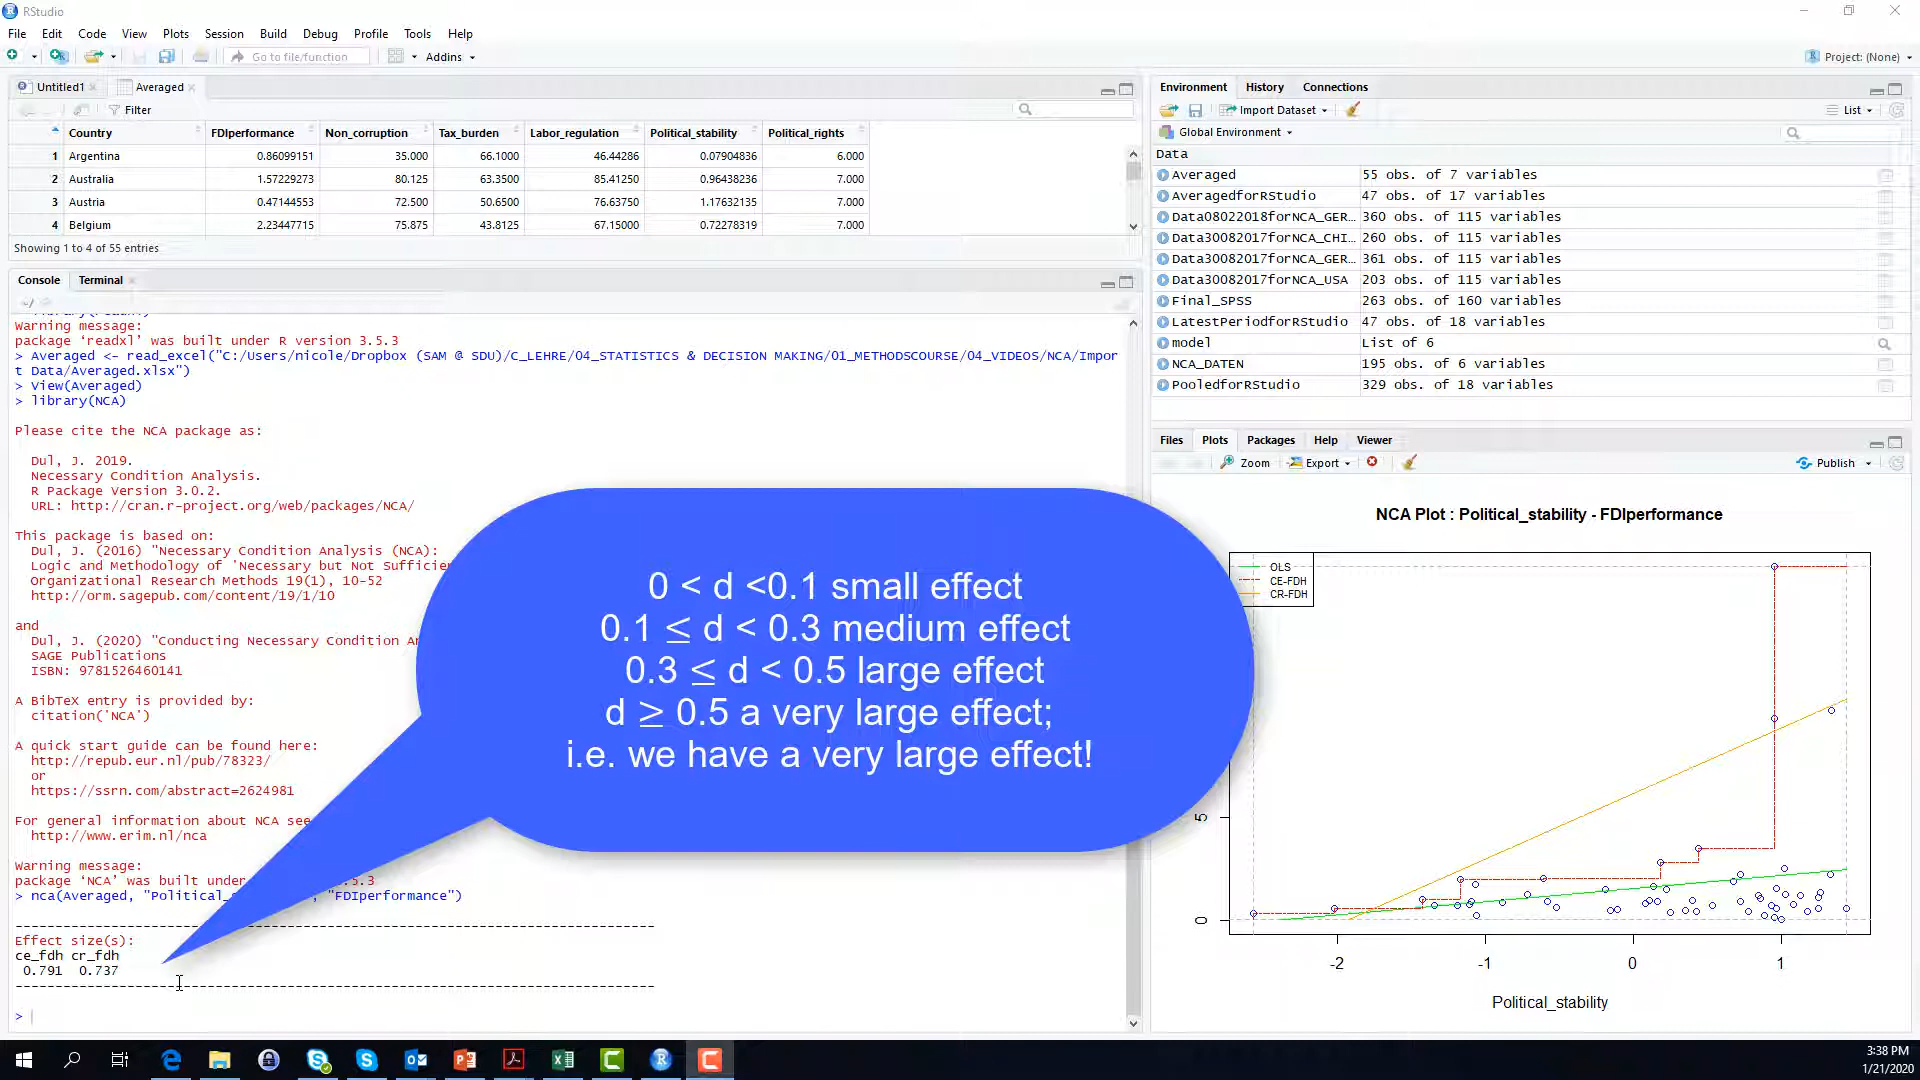 RStudio
File Edit Code View Plots Session Build Debug Profile Tools Help
Go to file/function Addins Project: (None)
Untitled1 Averaged
Filter
Country FDIperformance Non_corruption Tax_burden Labor_regulation Political_stability Political_rights
1 Argentina 0.86099151 35.000 66.1000 46.44286 0.07904836 6.000
2 Australia 1.57229273 80.125 63.3500 85.41250 0.96438236 7.000
3 Austria 0.47144553 72.500 50.6500 76.63750 1.17632135 7.000
4 Belgium 2.23447715 75.875 43.8125 67.15000 0.72278319 7.000
Showing 1 to 4 of 55 entries
Console Terminal
~/
Warning message:
package ‘readxl’ was built under R version 3.5.3
> Averaged <- read_excel("C:/Users/nicole/Dropbox (SAM @ SDU)/C_LEHRE/04_STATISTICS & DECISION MAKING/01_METHODSCOURSE/04_VIDEOS/NCA/Impor
t Data/Averaged.xlsx")
> View(Averaged)
> library(NCA)
Please cite the NCA package as:
Dul, J. 2019.
Necessary Condition Analysis.
R Package Version 3.0.2.
URL: http://cran.r-project.org/web/packages/NCA/
This package is based on:
Dul, J. (2016) "Necessary Condition Analysis (NCA):
Logic and Methodology of 'Necessary but Not Sufficie
Organizational Research Methods 19(1), 10-52
http://orm.sagepub.com/content/19/1/10
and
Dul, J. (2020) "Conducting Necessary Condition An
SAGE Publications
ISBN: 9781526460141
A BibTeX entry is provided by:
citation('NCA')
A quick start guide can be found here:
http://repub.eur.nl/pub/78323/
or
https://ssrn.com/abstract=2624981
For general information about NCA see
http://www.erim.nl/nca
Warning message:
package ‘NCA’ was built under .5.3
> nca(Averaged, "Political_s ", "FDIperformance")
--------------------------------------------------------------------------------
Effect size(s):
ce_fdh cr_fdh
0.791 0.737
--------------------------------------------------------------------------------
>
0 < d <0.1 small effect
0.1 ≤ d < 0.3 medium effect
0.3 ≤ d < 0.5 large effect
d ≥ 0.5 a very large effect;
i.e. we have a very large effect!
Environment History Connections
Import Dataset List
Global Environment
Data
Averaged 55 obs. of 7 variables
AveragedforRStudio 47 obs. of 17 variables
Data08022018forNCA_GER… 360 obs. of 115 variables
Data30082017forNCA_CHI… 260 obs. of 115 variables
Data30082017forNCA_GER… 361 obs. of 115 variables
Data30082017forNCA_USA 203 obs. of 115 variables
Final_SPSS 263 obs. of 160 variables
LatestPeriodforRStudio 47 obs. of 18 variables
model List of 6
NCA_DATEN 195 obs. of 6 variables
PooledforRStudio 329 obs. of 18 variables
Files Plots Packages Help Viewer
Zoom Export Publish
NCA Plot : Political_stability - FDIperformance
OLS
CE-FDH
CR-FDH
5
0
-2 -1 0 1
Political_stability
3:38 PM
1/21/2020